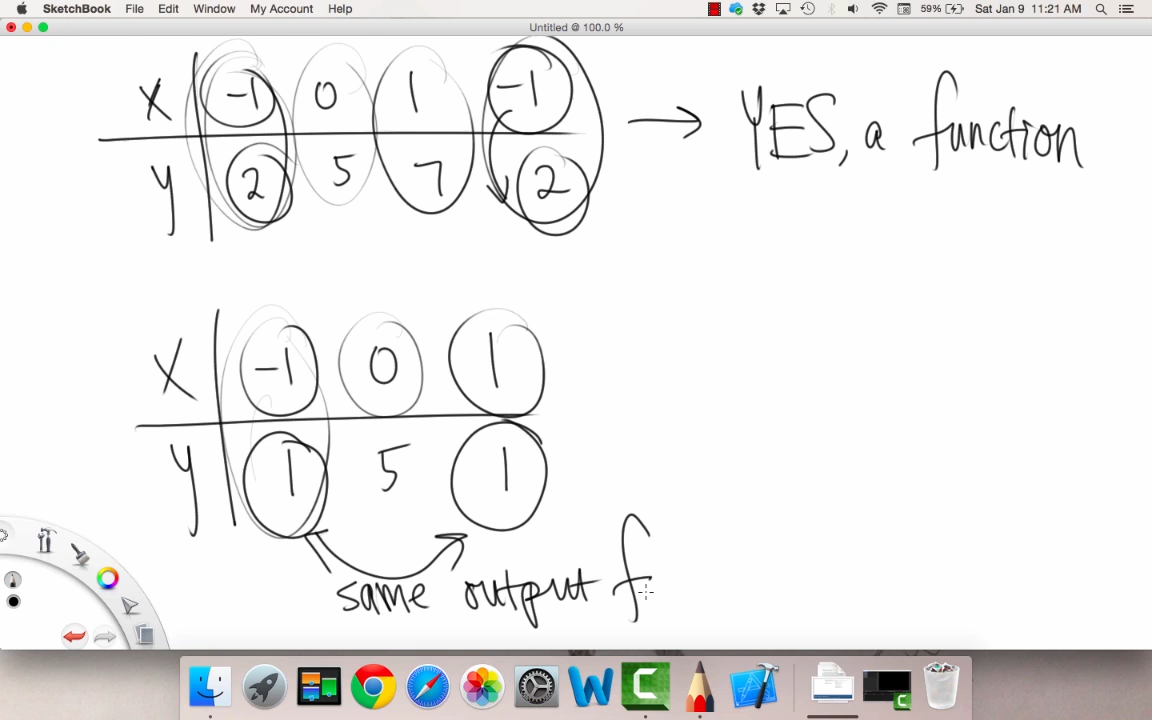 SketchBook File Edit Window My Account Help 59% Sat Jan 9 11:21 AM
Untitled @ 100.0 %
x -1 0 1 -1
YES, a function
y 2 5 7 2
x -1 0 1
y 1 5 1
same output f